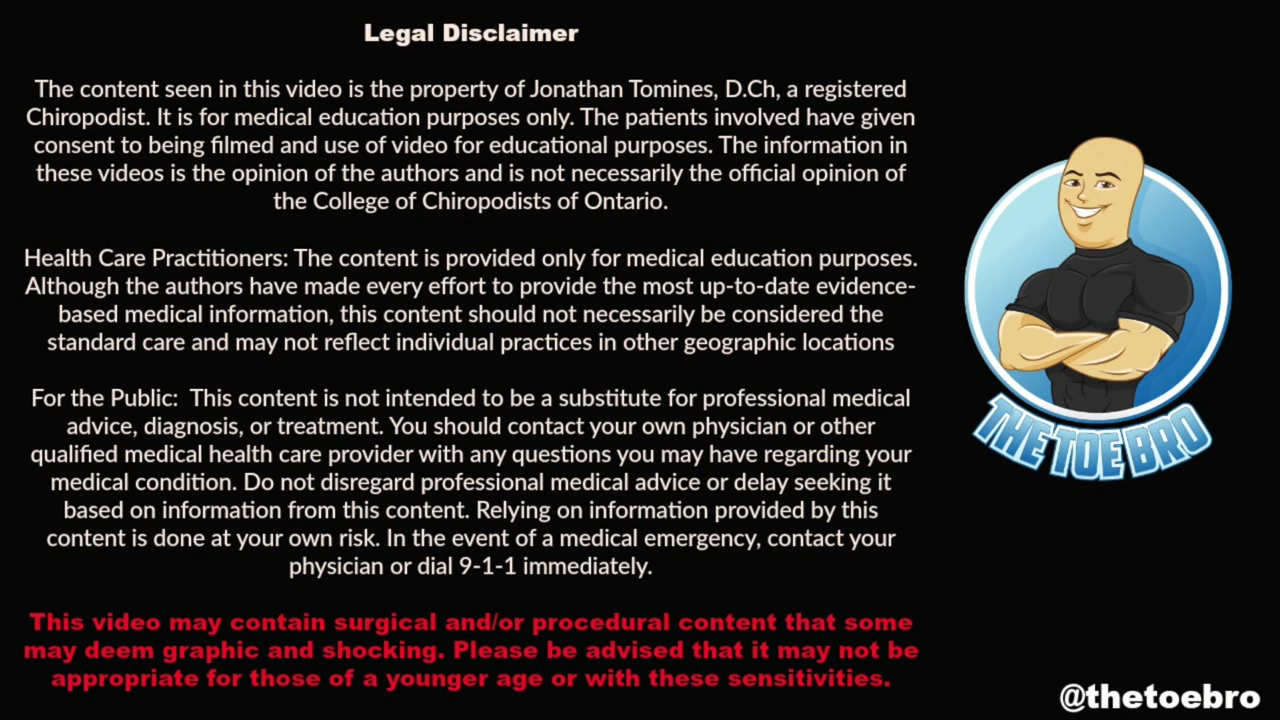 Legal Disclaimer
The content seen in this video is the property of Jonathan Tomines, D.Ch, a registered
Chiropodist. It is for medical education purposes only. The patients involved have given
consent to being filmed and use of video for educational purposes. The information in
these videos is the opinion of the authors and is not necessarily the official opinion of
the College of Chiropodists of Ontario.
Health Care Practitioners: The content is provided only for medical education purposes.
Although the authors have made every effort to provide the most up-to-date evidence-
based medical information, this content should not necessarily be considered the
standard care and may not reflect individual practices in other geographic locations
For the Public: This content is not intended to be a substitute for professional medical
advice, diagnosis, or treatment. You should contact your own physician or other
qualified medical health care provider with any questions you may have regarding your
medical condition. Do not disregard professional medical advice or delay seeking it
based on information from this content. Relying on information provided by this
content is done at your own risk. In the event of a medical emergency, contact your
physician or dial 9-1-1 immediately.
This video may contain surgical and/or procedural content that some
may deem graphic and shocking. Please be advised that it may not be
appropriate for those of a younger age or with these sensitivities.
THE TOE BRO
@thetoebro